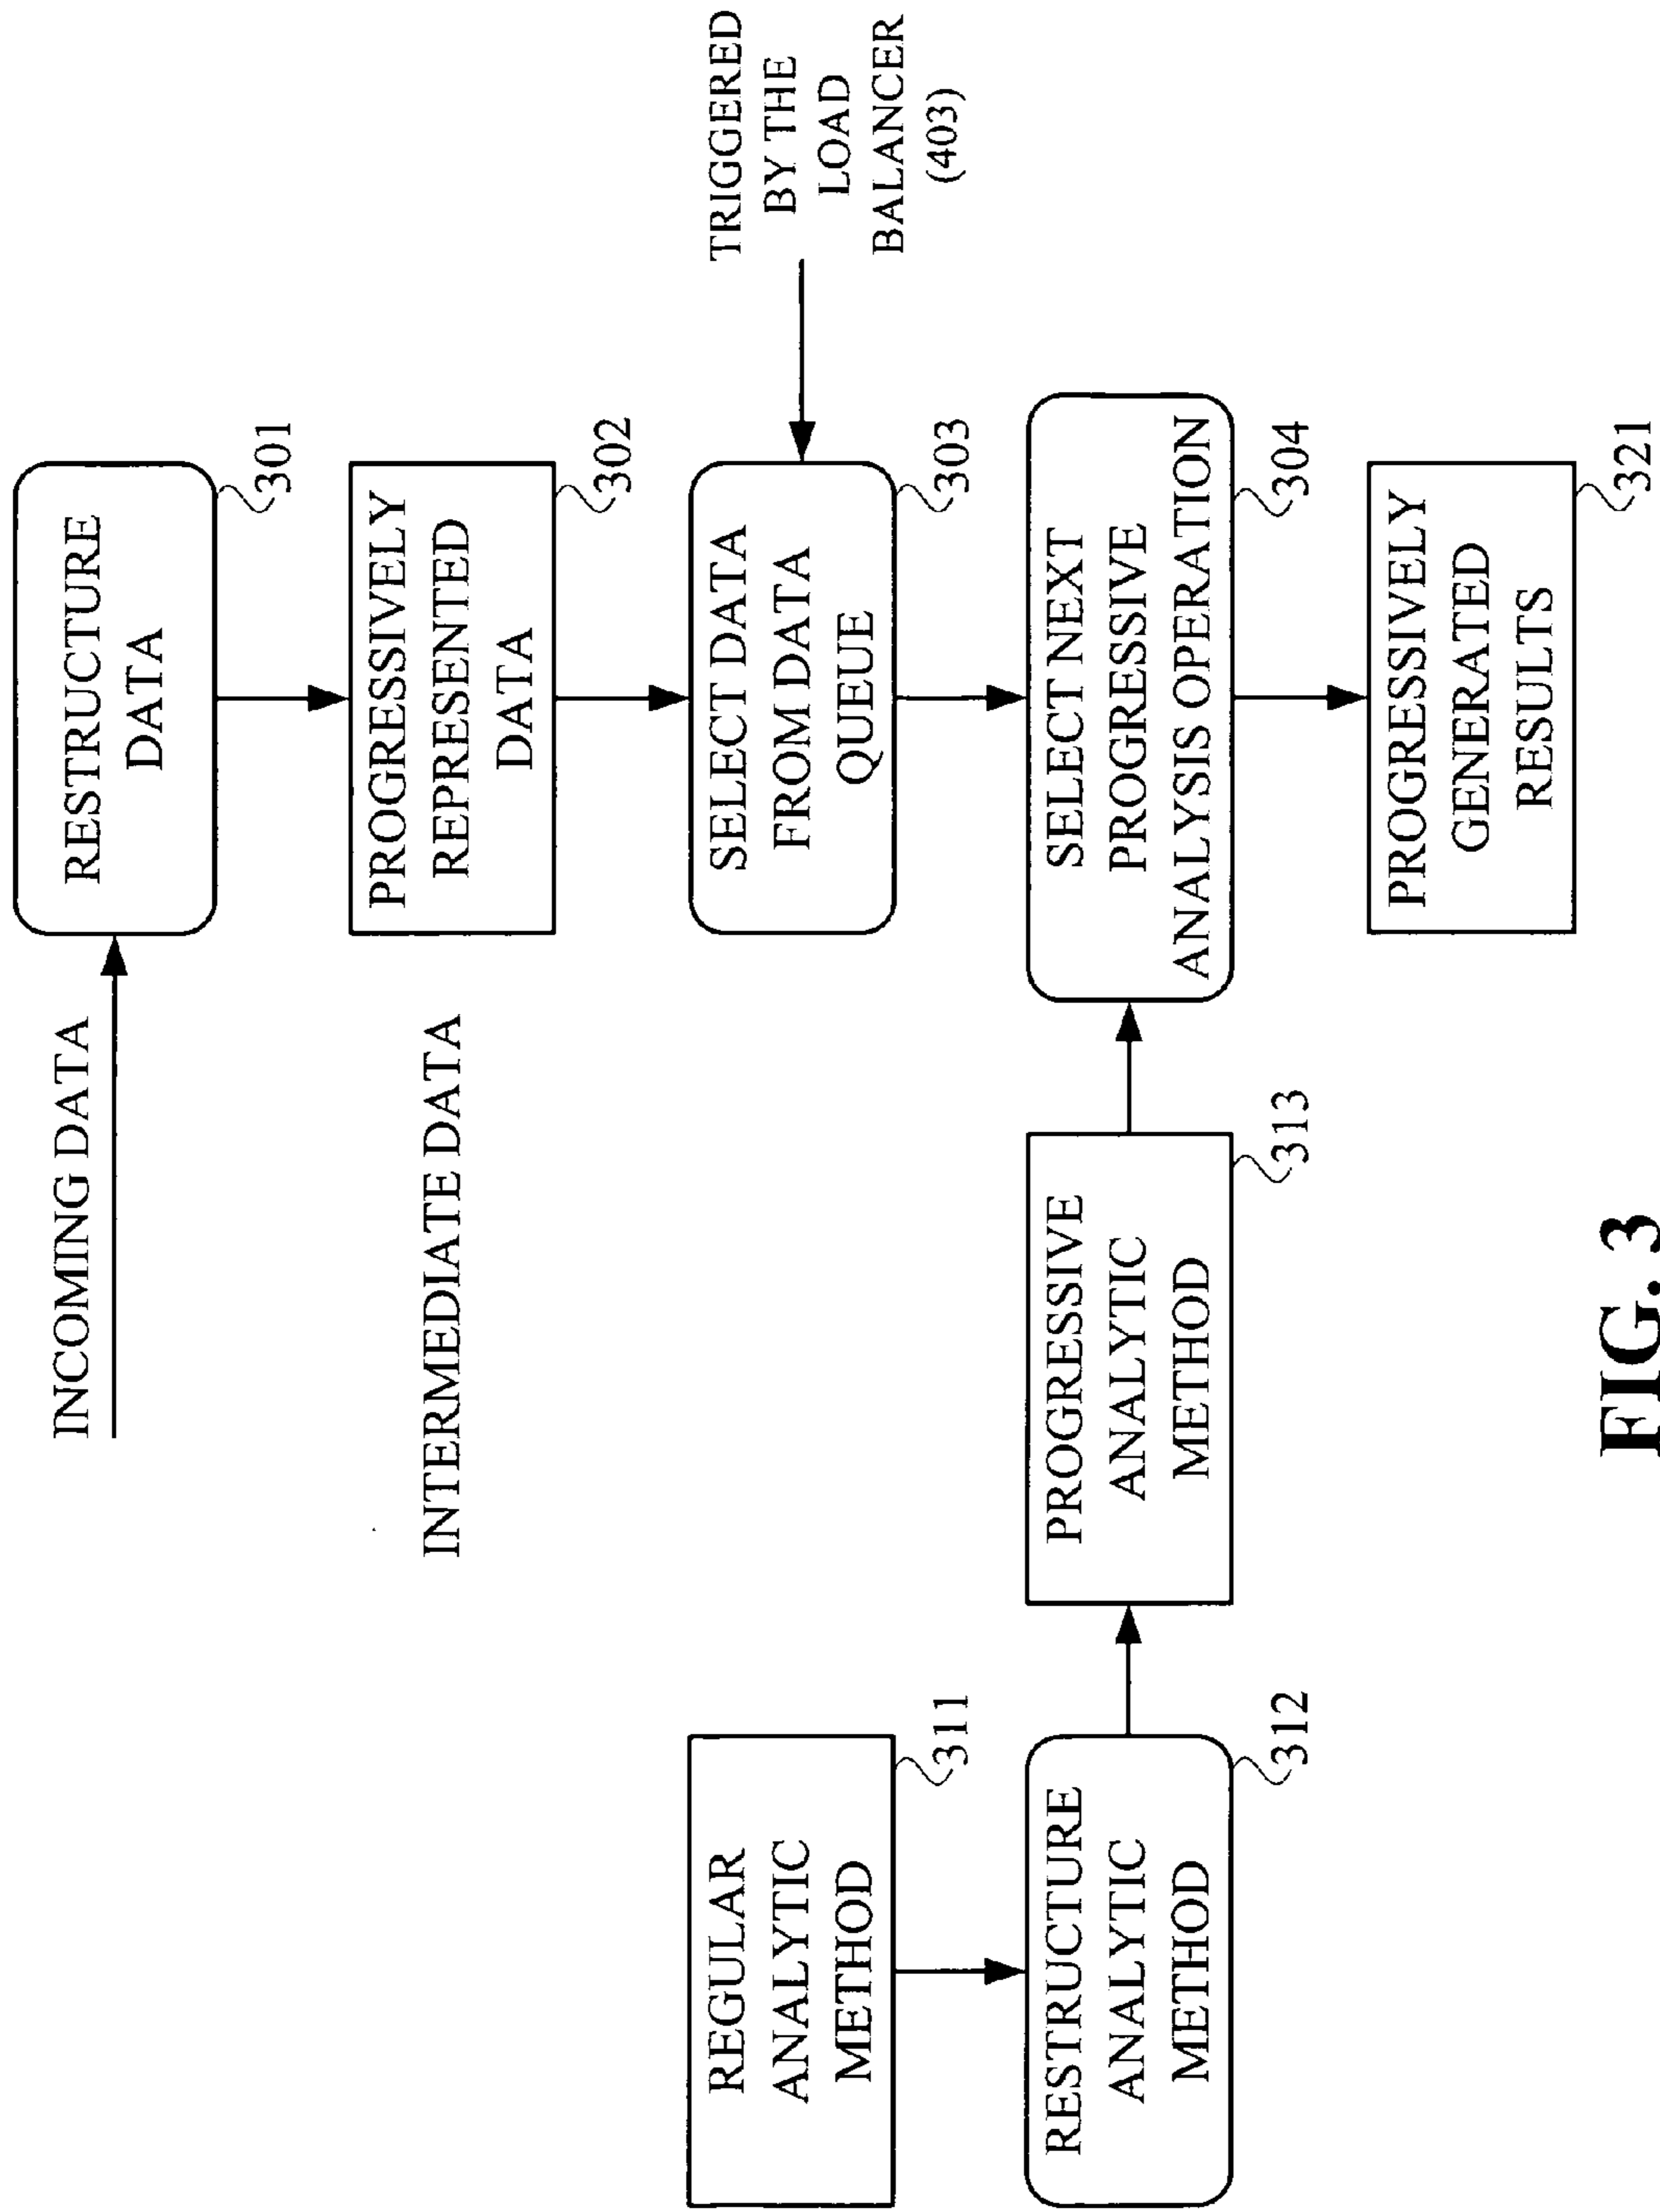 INCOMING DATA
RESTRUCTURE
DATA
301
INTERMEDIATE DATA
PROGRESSIVELY
REPRESENTED
DATA
302
TRIGGERED
BY THE
LOAD
BALANCER
(403)
SELECT DATA
FROM DATA
QUEUE
303
REGULAR
ANALYTIC
METHOD
311
RESTRUCTURE
ANALYTIC
METHOD
312
PROGRESSIVE
ANALYTIC
METHOD
313
SELECT NEXT
PROGRESSIVE
ANALYSIS OPERATION
304
PROGRESSIVELY
GENERATED
RESULTS
321
FIG. 3